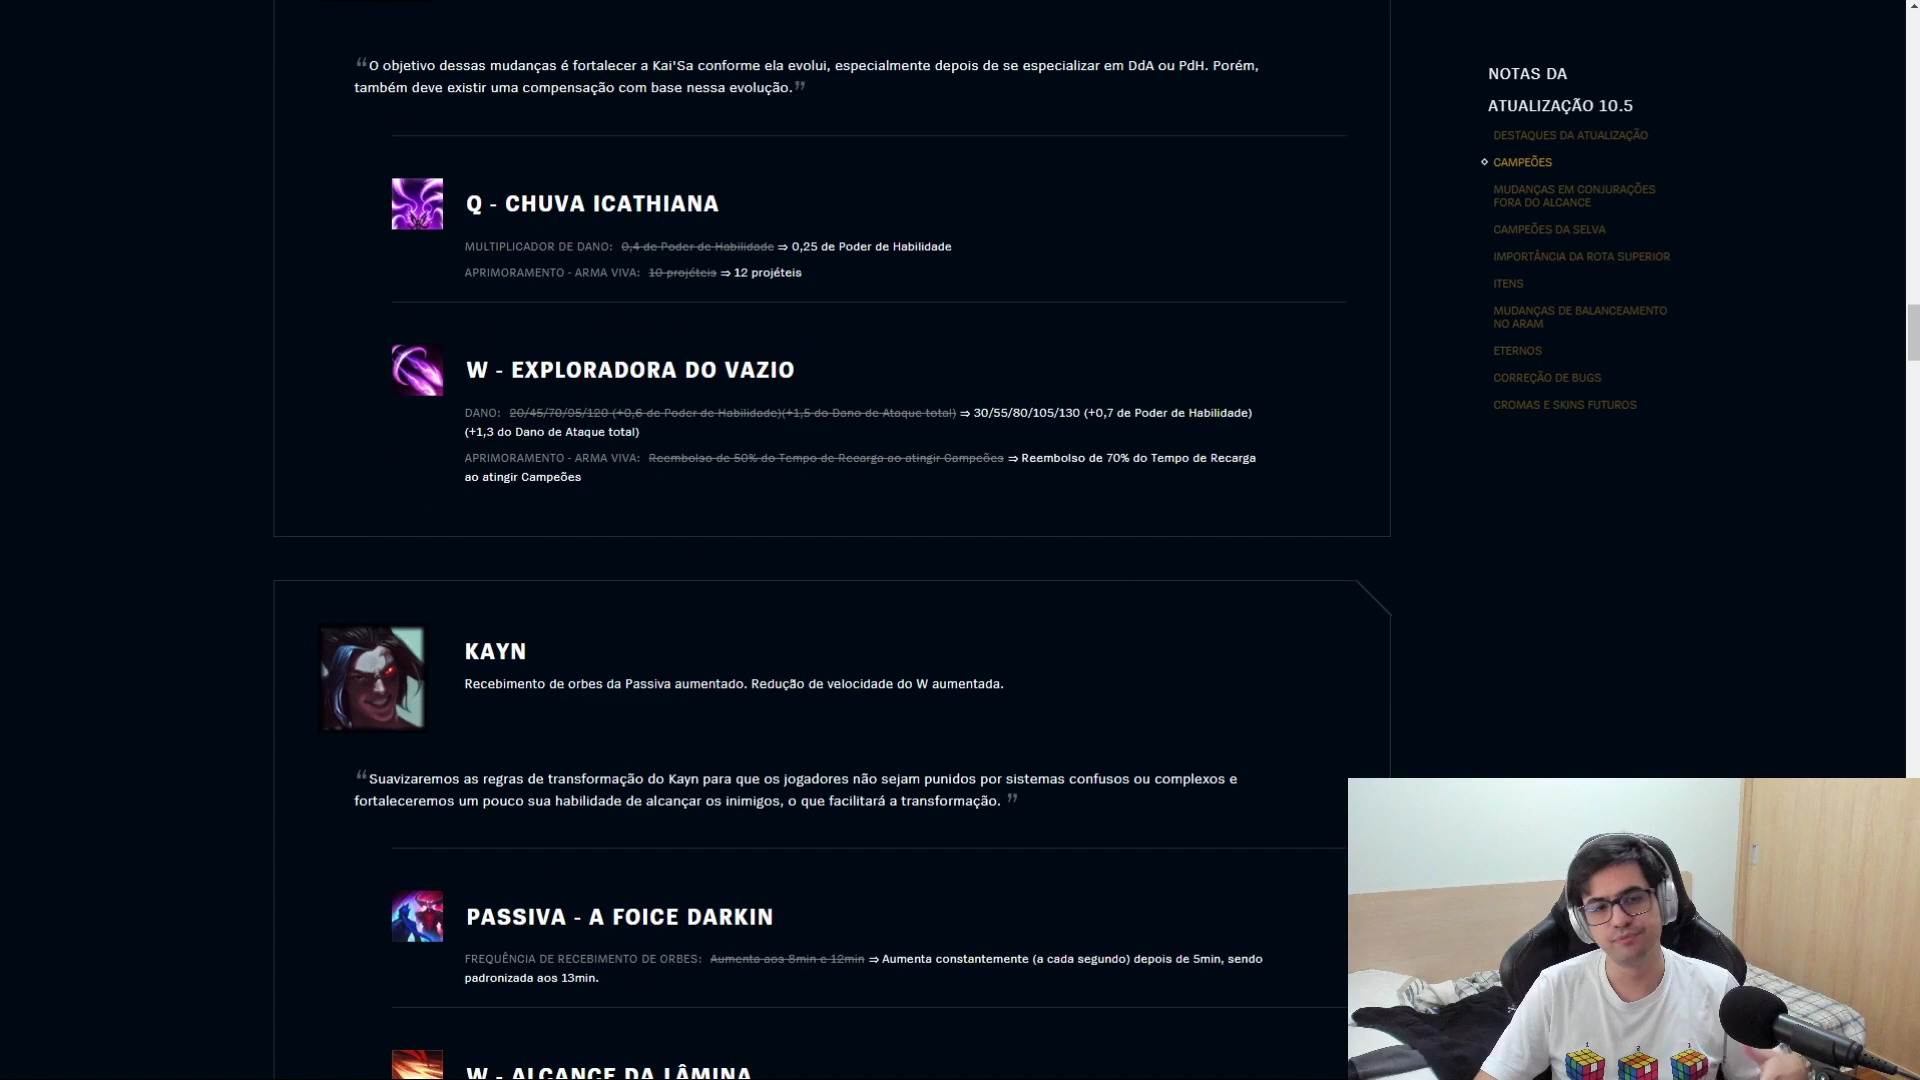 “O objetivo dessas mudanças é fortalecer a Kai'Sa conforme ela evolui, especialmente depois de se especializar em DdA ou PdH. Porém,
também deve existir uma compensação com base nessa evolução.”
Q - CHUVA ICATHIANA
MULTIPLICADOR DE DANO: 0,4 de Poder de Habilidade ⇒ 0,25 de Poder de Habilidade
APRIMORAMENTO - ARMA VIVA: 10 projéteis ⇒ 12 projéteis
W - EXPLORADORA DO VAZIO
DANO: 20/45/70/95/120 (+0,6 de Poder de Habilidade)(+1,5 do Dano de Ataque total) ⇒ 30/55/80/105/130 (+0,7 de Poder de Habilidade)
(+1,3 do Dano de Ataque total)
APRIMORAMENTO - ARMA VIVA: Reembolso de 50% do Tempo de Recarga ao atingir Campeões ⇒ Reembolso de 70% do Tempo de Recarga
ao atingir Campeões
KAYN
Recebimento de orbes da Passiva aumentado. Redução de velocidade do W aumentada.
“Suavizaremos as regras de transformação do Kayn para que os jogadores não sejam punidos por sistemas confusos ou complexos e
fortaleceremos um pouco sua habilidade de alcançar os inimigos, o que facilitará a transformação. ”
PASSIVA - A FOICE DARKIN
FREQUÊNCIA DE RECEBIMENTO DE ORBES: Aumenta aos 8min e 12min ⇒ Aumenta constantemente (a cada segundo) depois de 5min, sendo
padronizada aos 13min.
W - ALCANCE DA LÂMINA
NOTAS DA
ATUALIZAÇÃO 10.5
DESTAQUES DA ATUALIZAÇÃO
CAMPEÕES
MUDANÇAS EM CONJURAÇÕES
FORA DO ALCANCE
CAMPEÕES DA SELVA
IMPORTÂNCIA DA ROTA SUPERIOR
ITENS
MUDANÇAS DE BALANCEAMENTO
NO ARAM
ETERNOS
CORREÇÃO DE BUGS
CROMAS E SKINS FUTUROS
1 2 1